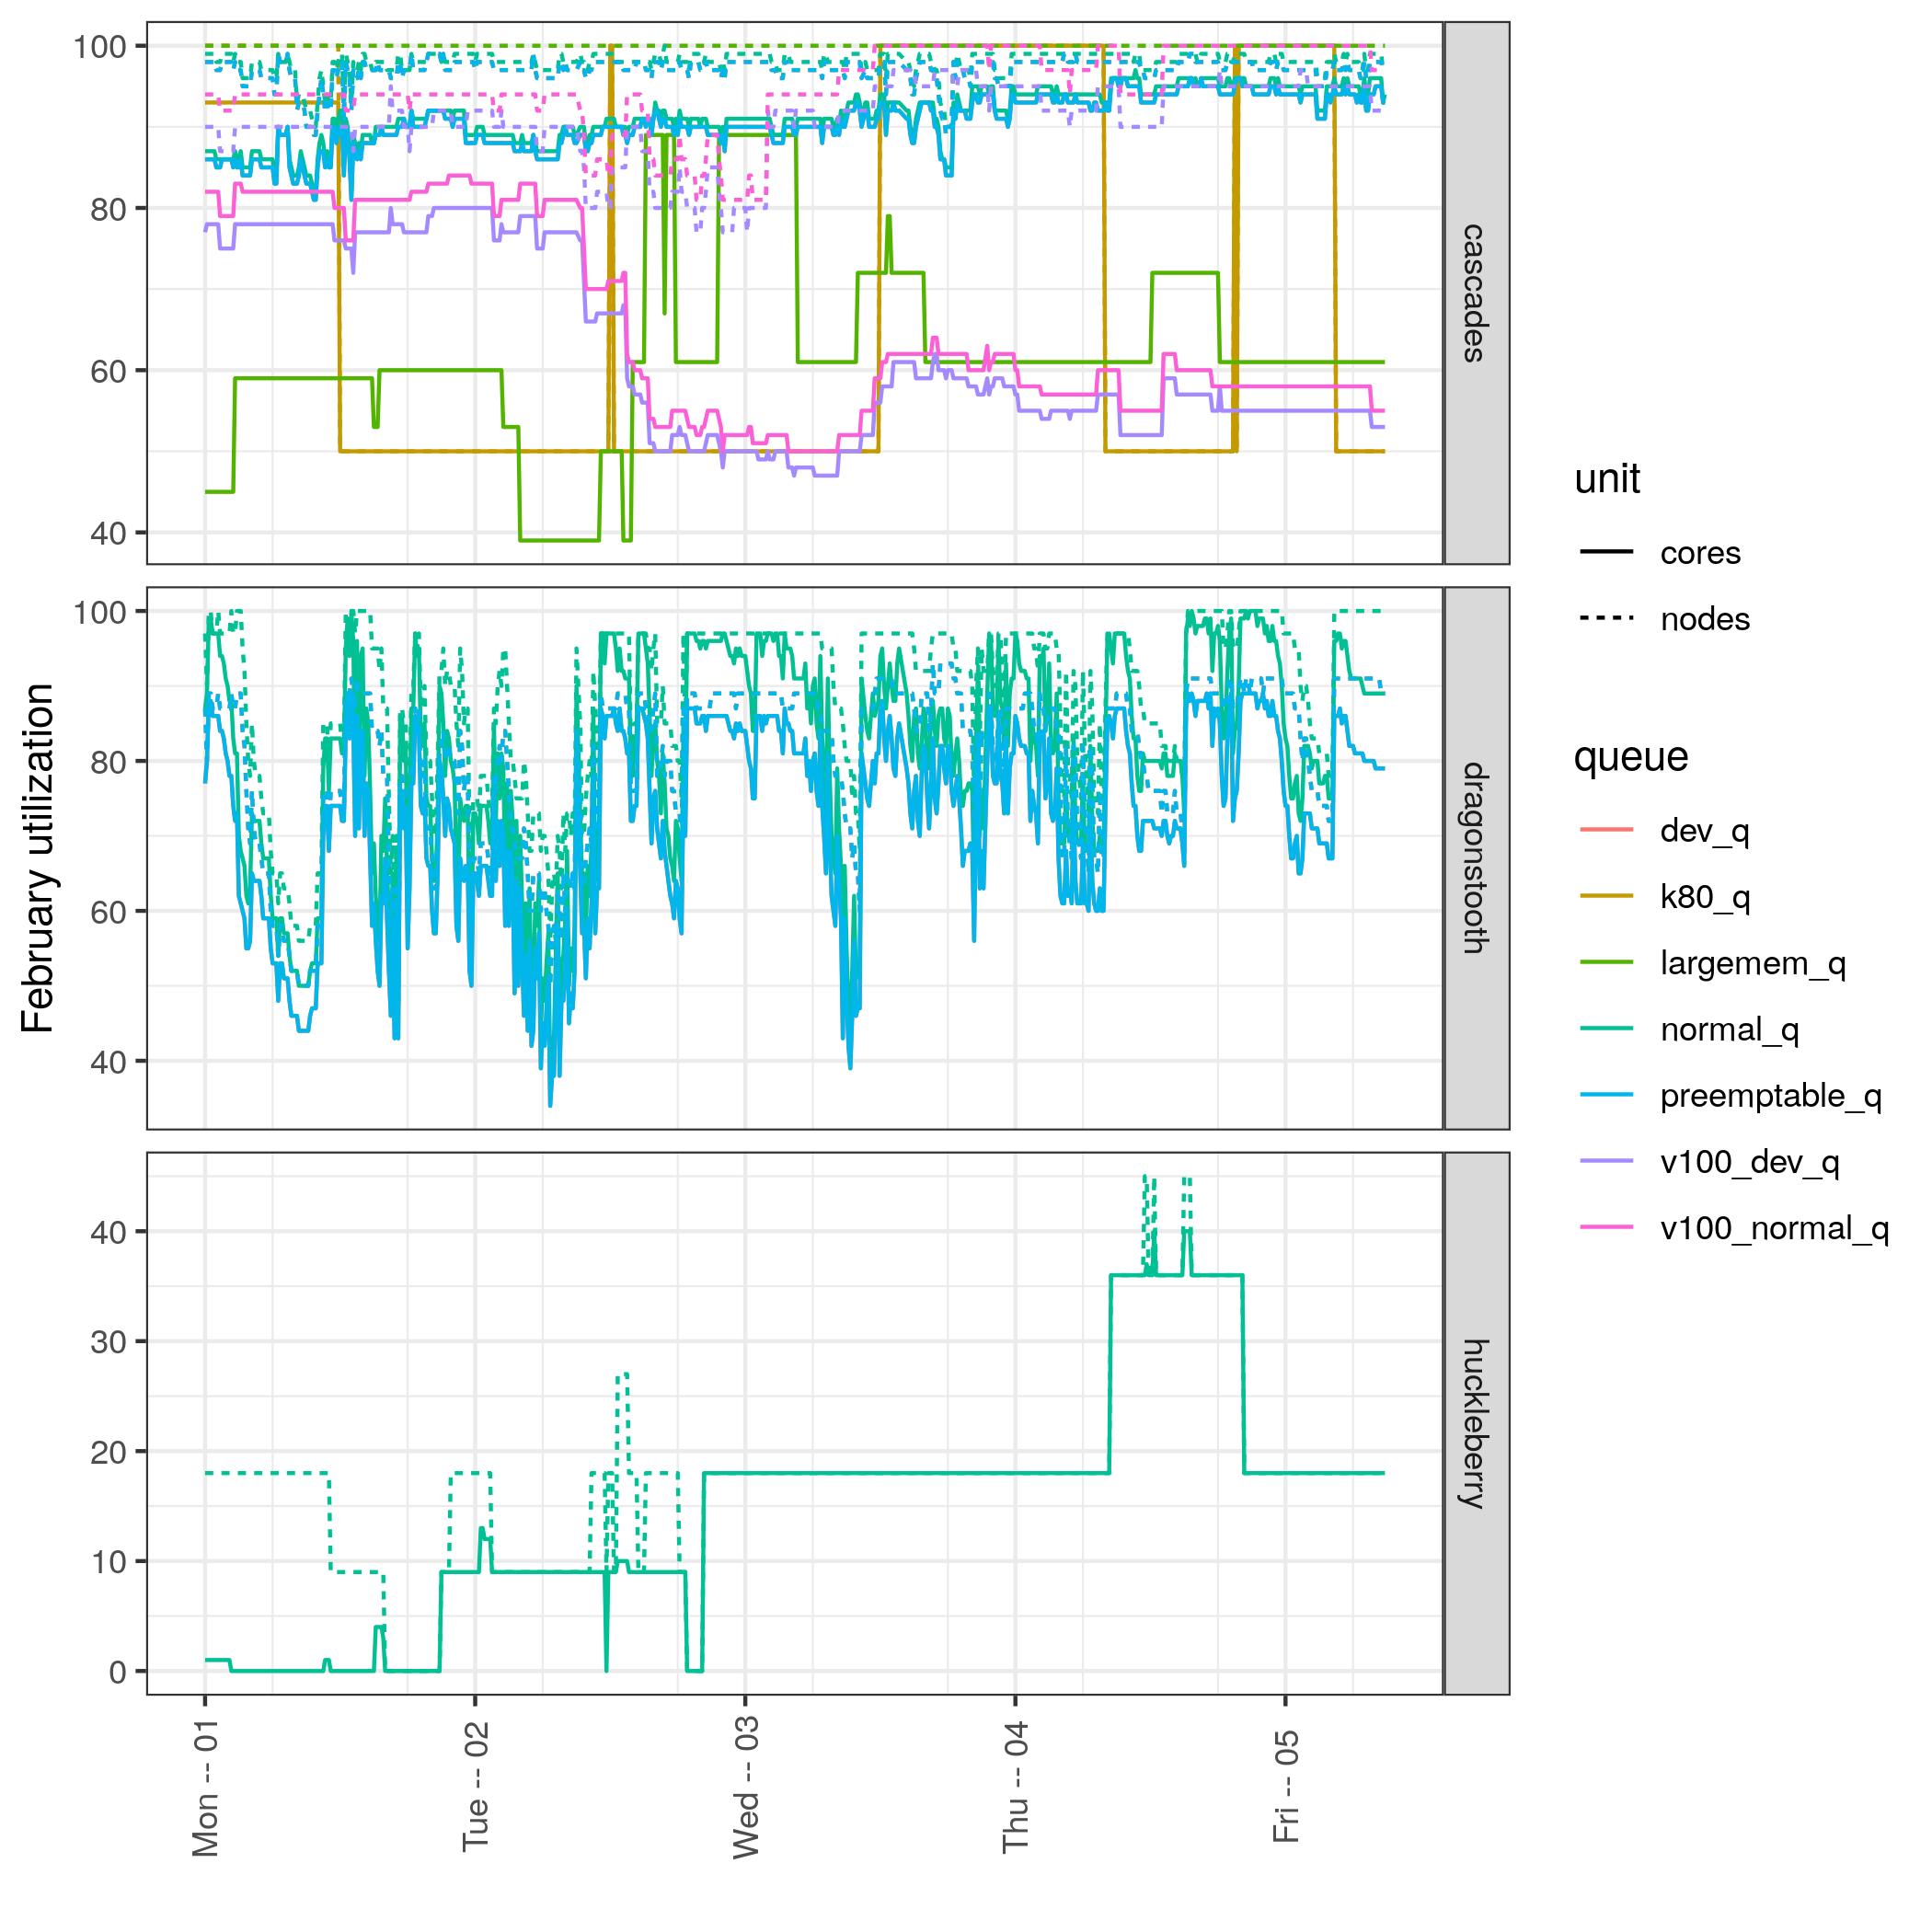 February utilization
100
80
60
40
cascades
100
80
60
40
dragonstooth
40
30
20
10
0
huckleberry
Mon -- 01
Tue -- 02
Wed -- 03
Thu -- 04
Fri -- 05
unit
cores
nodes
queue
dev_q
k80_q
largemem_q
normal_q
preemptable_q
v100_dev_q
v100_normal_q